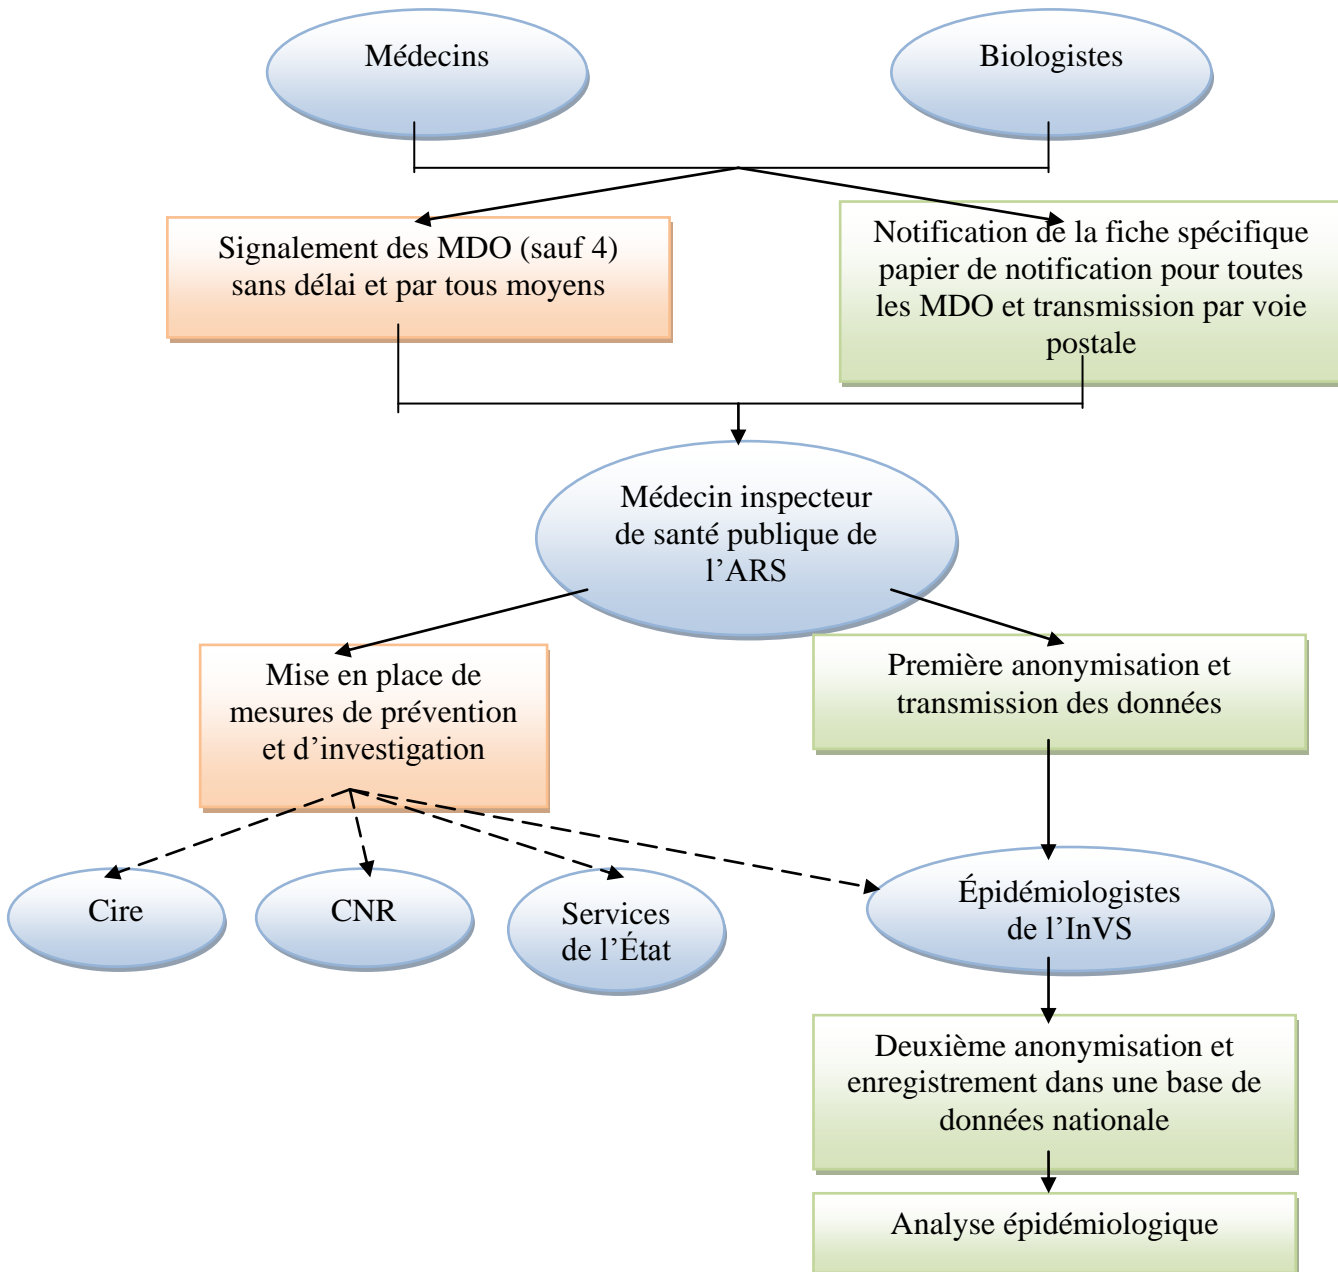 Médecins
Biologistes
Signalement des MDO (sauf 4)
sans délai et par tous moyens
Notification de la fiche spécifique
papier de notification pour toutes
les MDO et transmission par voie
postale
Médecin inspecteur
de santé publique de
l’ARS
Mise en place de
mesures de prévention
et d’investigation
Première anonymisation et
transmission des données
Cire
CNR
Services
de l’État
Épidémiologistes
de l’InVS
Deuxième anonymisation et
enregistrement dans une base de
données nationale
Analyse épidémiologique